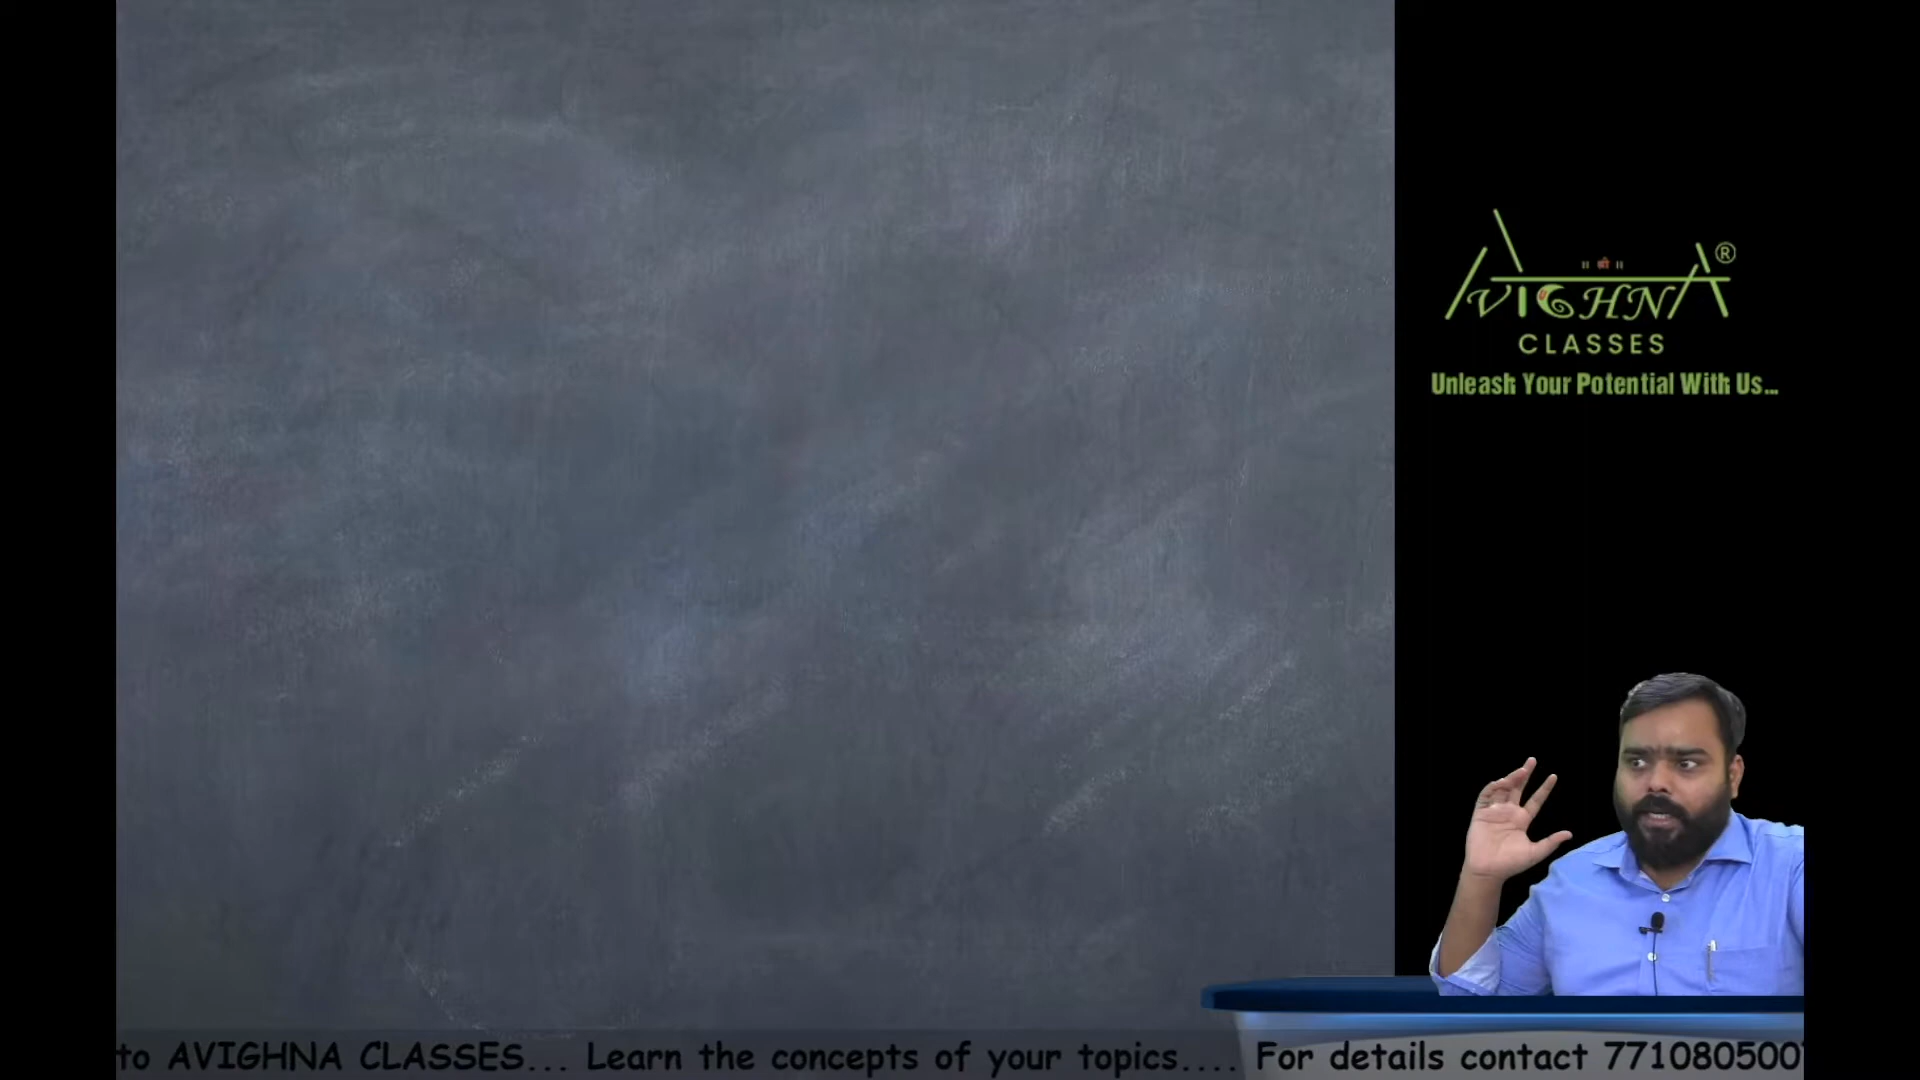 ॥ श्री ॥
AVIGHNA®
CLASSES
Unleash Your Potential With Us...
to AVIGHNA CLASSES... Learn the concepts of your topics.... For details contact 771080500